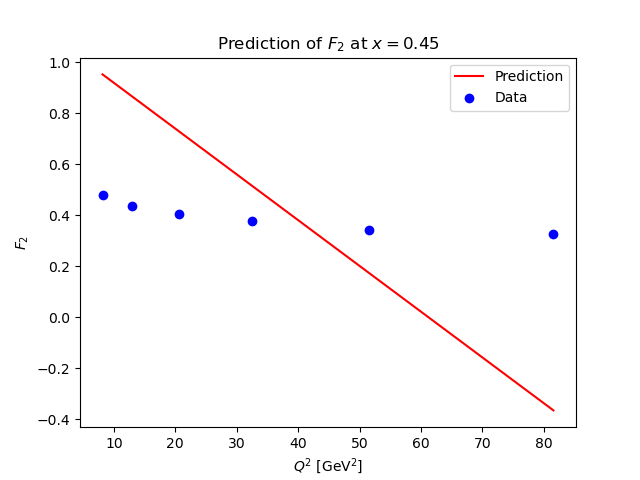 Prediction of $F_2$ at $x = 0.45$
Prediction
Data
1.0
0.8
0.6
0.4
0.2
0.0
−0.2
−0.4
$F_2$
10 20 30 40 50 60 70 80
$Q^2$ [GeV$^2$]